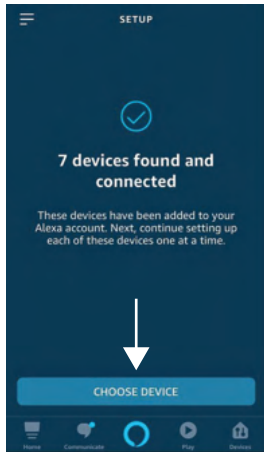 SETUP
7 devices found and
connected
These devices have been added to your
Alexa account. Next, continue setting up
each of these devices one at a time.
CHOOSE DEVICE
Home Communicate Play Devices